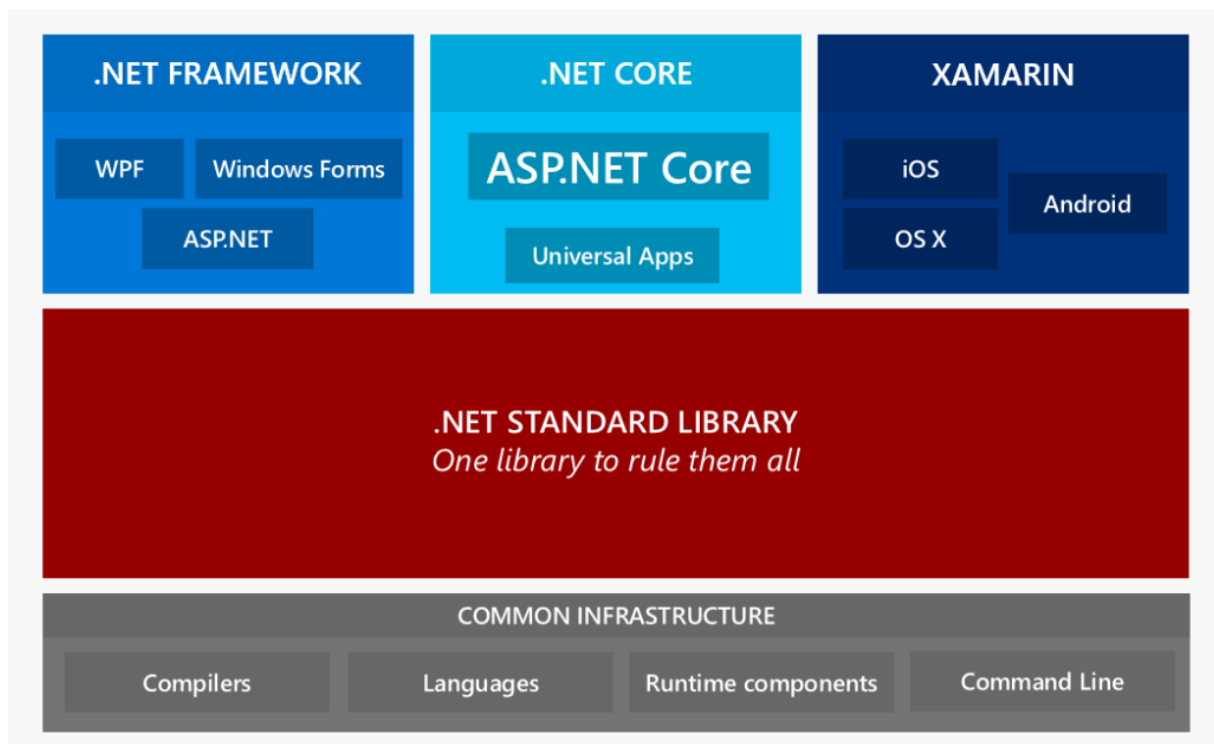 .NET FRAMEWORK
WPF
Windows Forms
ASP.NET
.NET CORE
ASP.NET Core
Universal Apps
XAMARIN
iOS
Android
OS X
.NET STANDARD LIBRARY
One library to rule them all
COMMON INFRASTRUCTURE
Compilers
Languages
Runtime components
Command Line